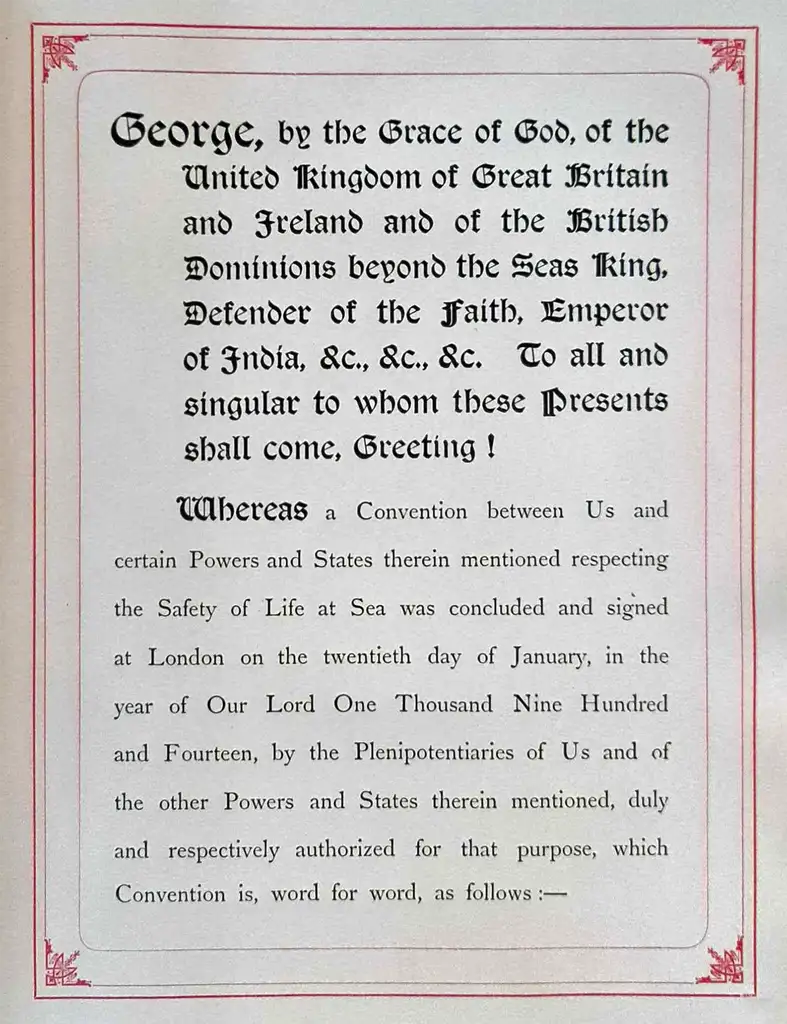 George, by the Grace of God, of the
United Kingdom of Great Britain
and Ireland and of the British
Dominions beyond the Seas King,
Defender of the Faith, Emperor
of India, &c., &c., &c. To all and
singular to whom these Presents
shall come, Greeting!
Whereas a Convention between Us and
certain Powers and States therein mentioned respecting
the Safety of Life at Sea was concluded and signed
at London on the twentieth day of January, in the
year of Our Lord One Thousand Nine Hundred
and Fourteen, by the Plenipotentiaries of Us and of
the other Powers and States therein mentioned, duly
and respectively authorized for that purpose, which
Convention is, word for word, as follows :—